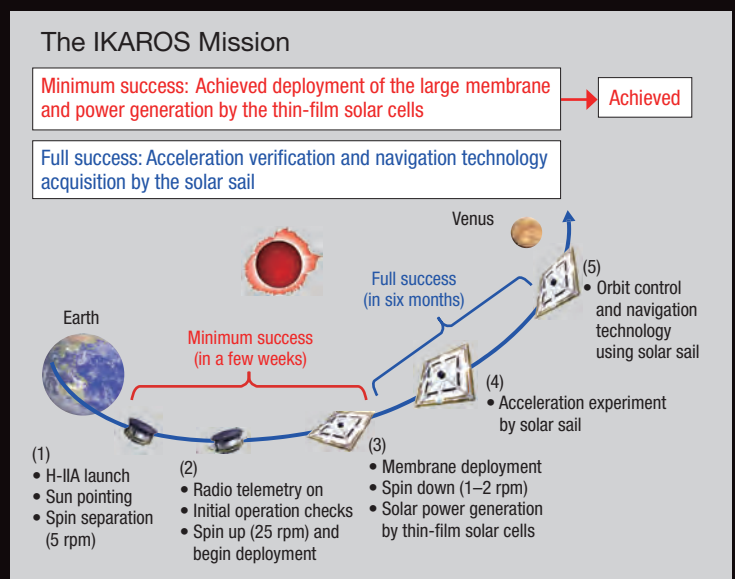 The IKAROS Mission
Minimum success: Achieved deployment of the large membrane
and power generation by the thin-film solar cells
Achieved
Full success: Acceleration verification and navigation technology
acquisition by the solar sail
Venus
Full success
(in six months)
(5)
• Orbit control
and navigation
technology
using solar sail
Earth
Minimum success
(in a few weeks)
(4)
• Acceleration experiment
by solar sail
(1)
• H-IIA launch
• Sun pointing
• Spin separation
(5 rpm)
(2)
• Radio telemetry on
• Initial operation checks
• Spin up (25 rpm) and
begin deployment
(3)
• Membrane deployment
• Spin down (1–2 rpm)
• Solar power generation
by thin-film solar cells